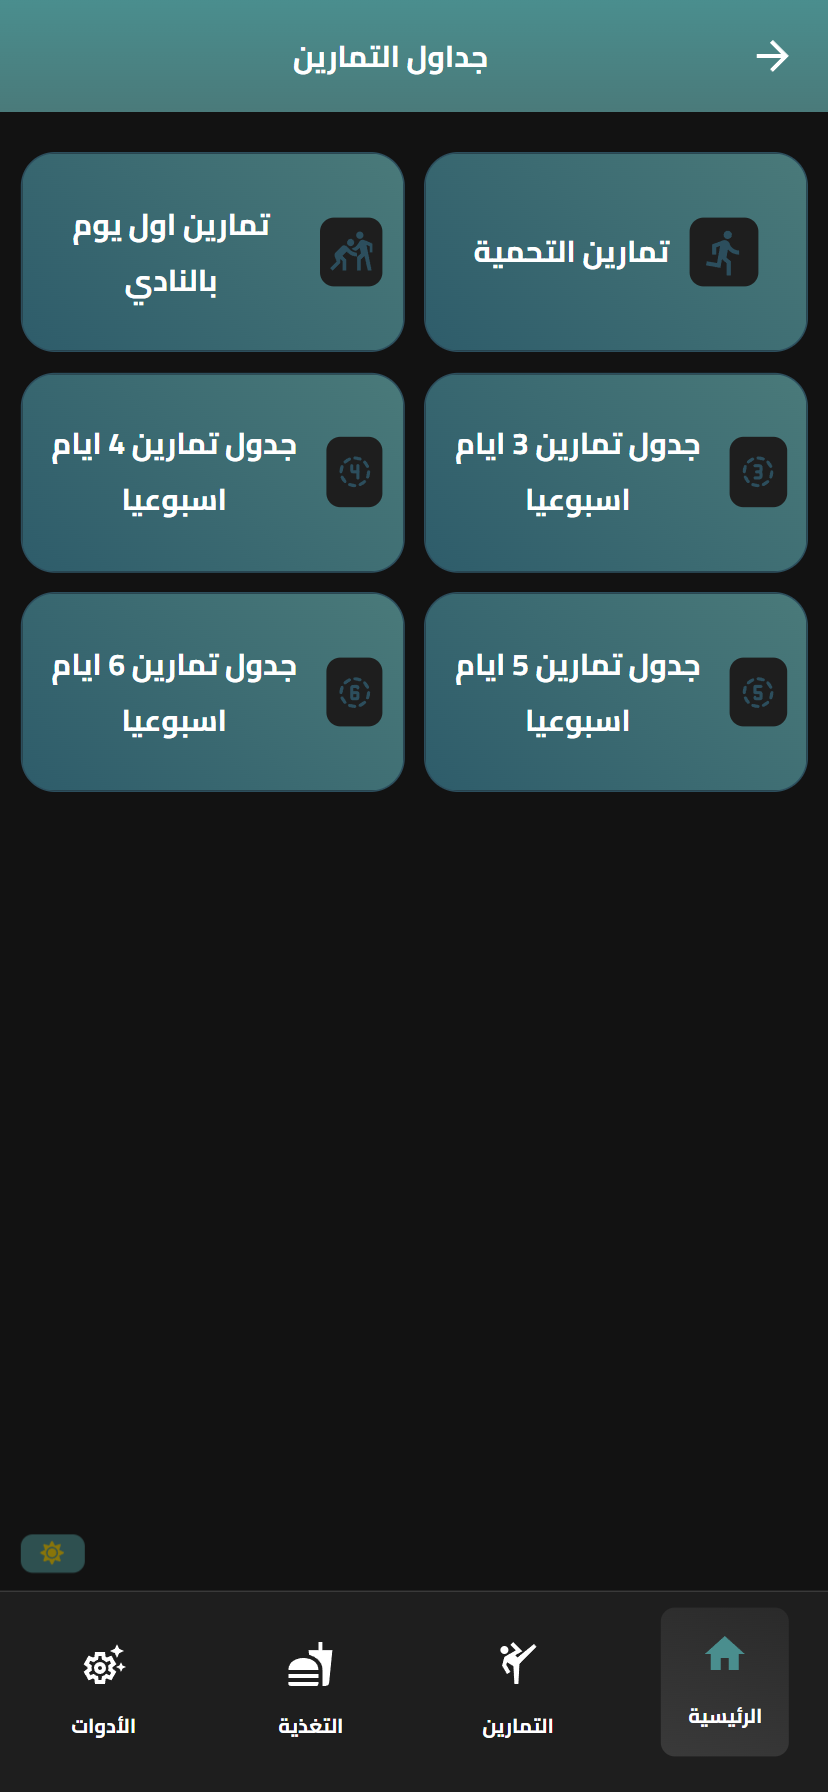 جداول التمارين
تمارين التحمية
تمارين اول يوم
بالنادي
جدول تمارين 3 ايام
اسبوعيا
3
جدول تمارين 4 ايام
اسبوعيا
4
جدول تمارين 5 ايام
اسبوعيا
5
جدول تمارين 6 ايام
اسبوعيا
6
الرئيسية
التمارين
التغذية
الأدوات